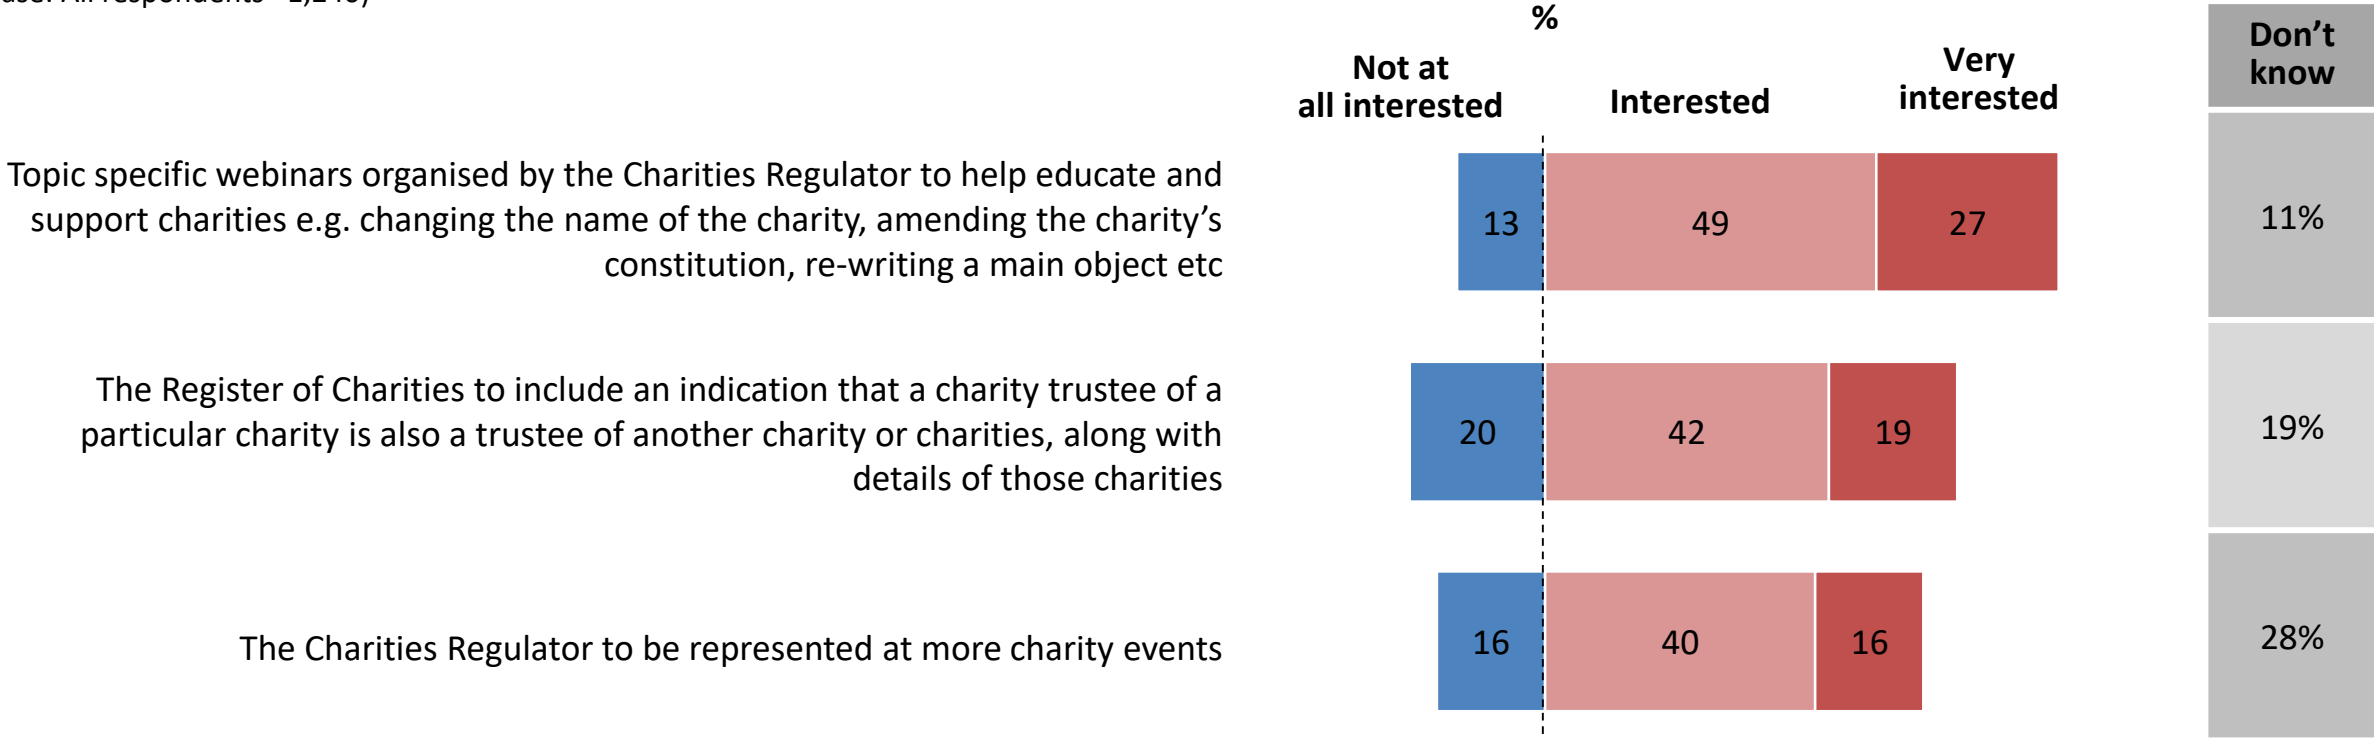 All respondents
%
Not at
all interested
Interested
Very
interested
Don't
know
Topic specific webinars organised by the Charities Regulator to help educate and
support charities e.g. changing the name of the charity, amending the charity's
constitution, re-writing a main object etc
13
49
27
11%
The Register of Charities to include an indication that a charity trustee of a
particular charity is also a trustee of another charity or charities, along with
details of those charities
20
42
19
19%
The Charities Regulator to be represented at more charity events
16
40
16
28%